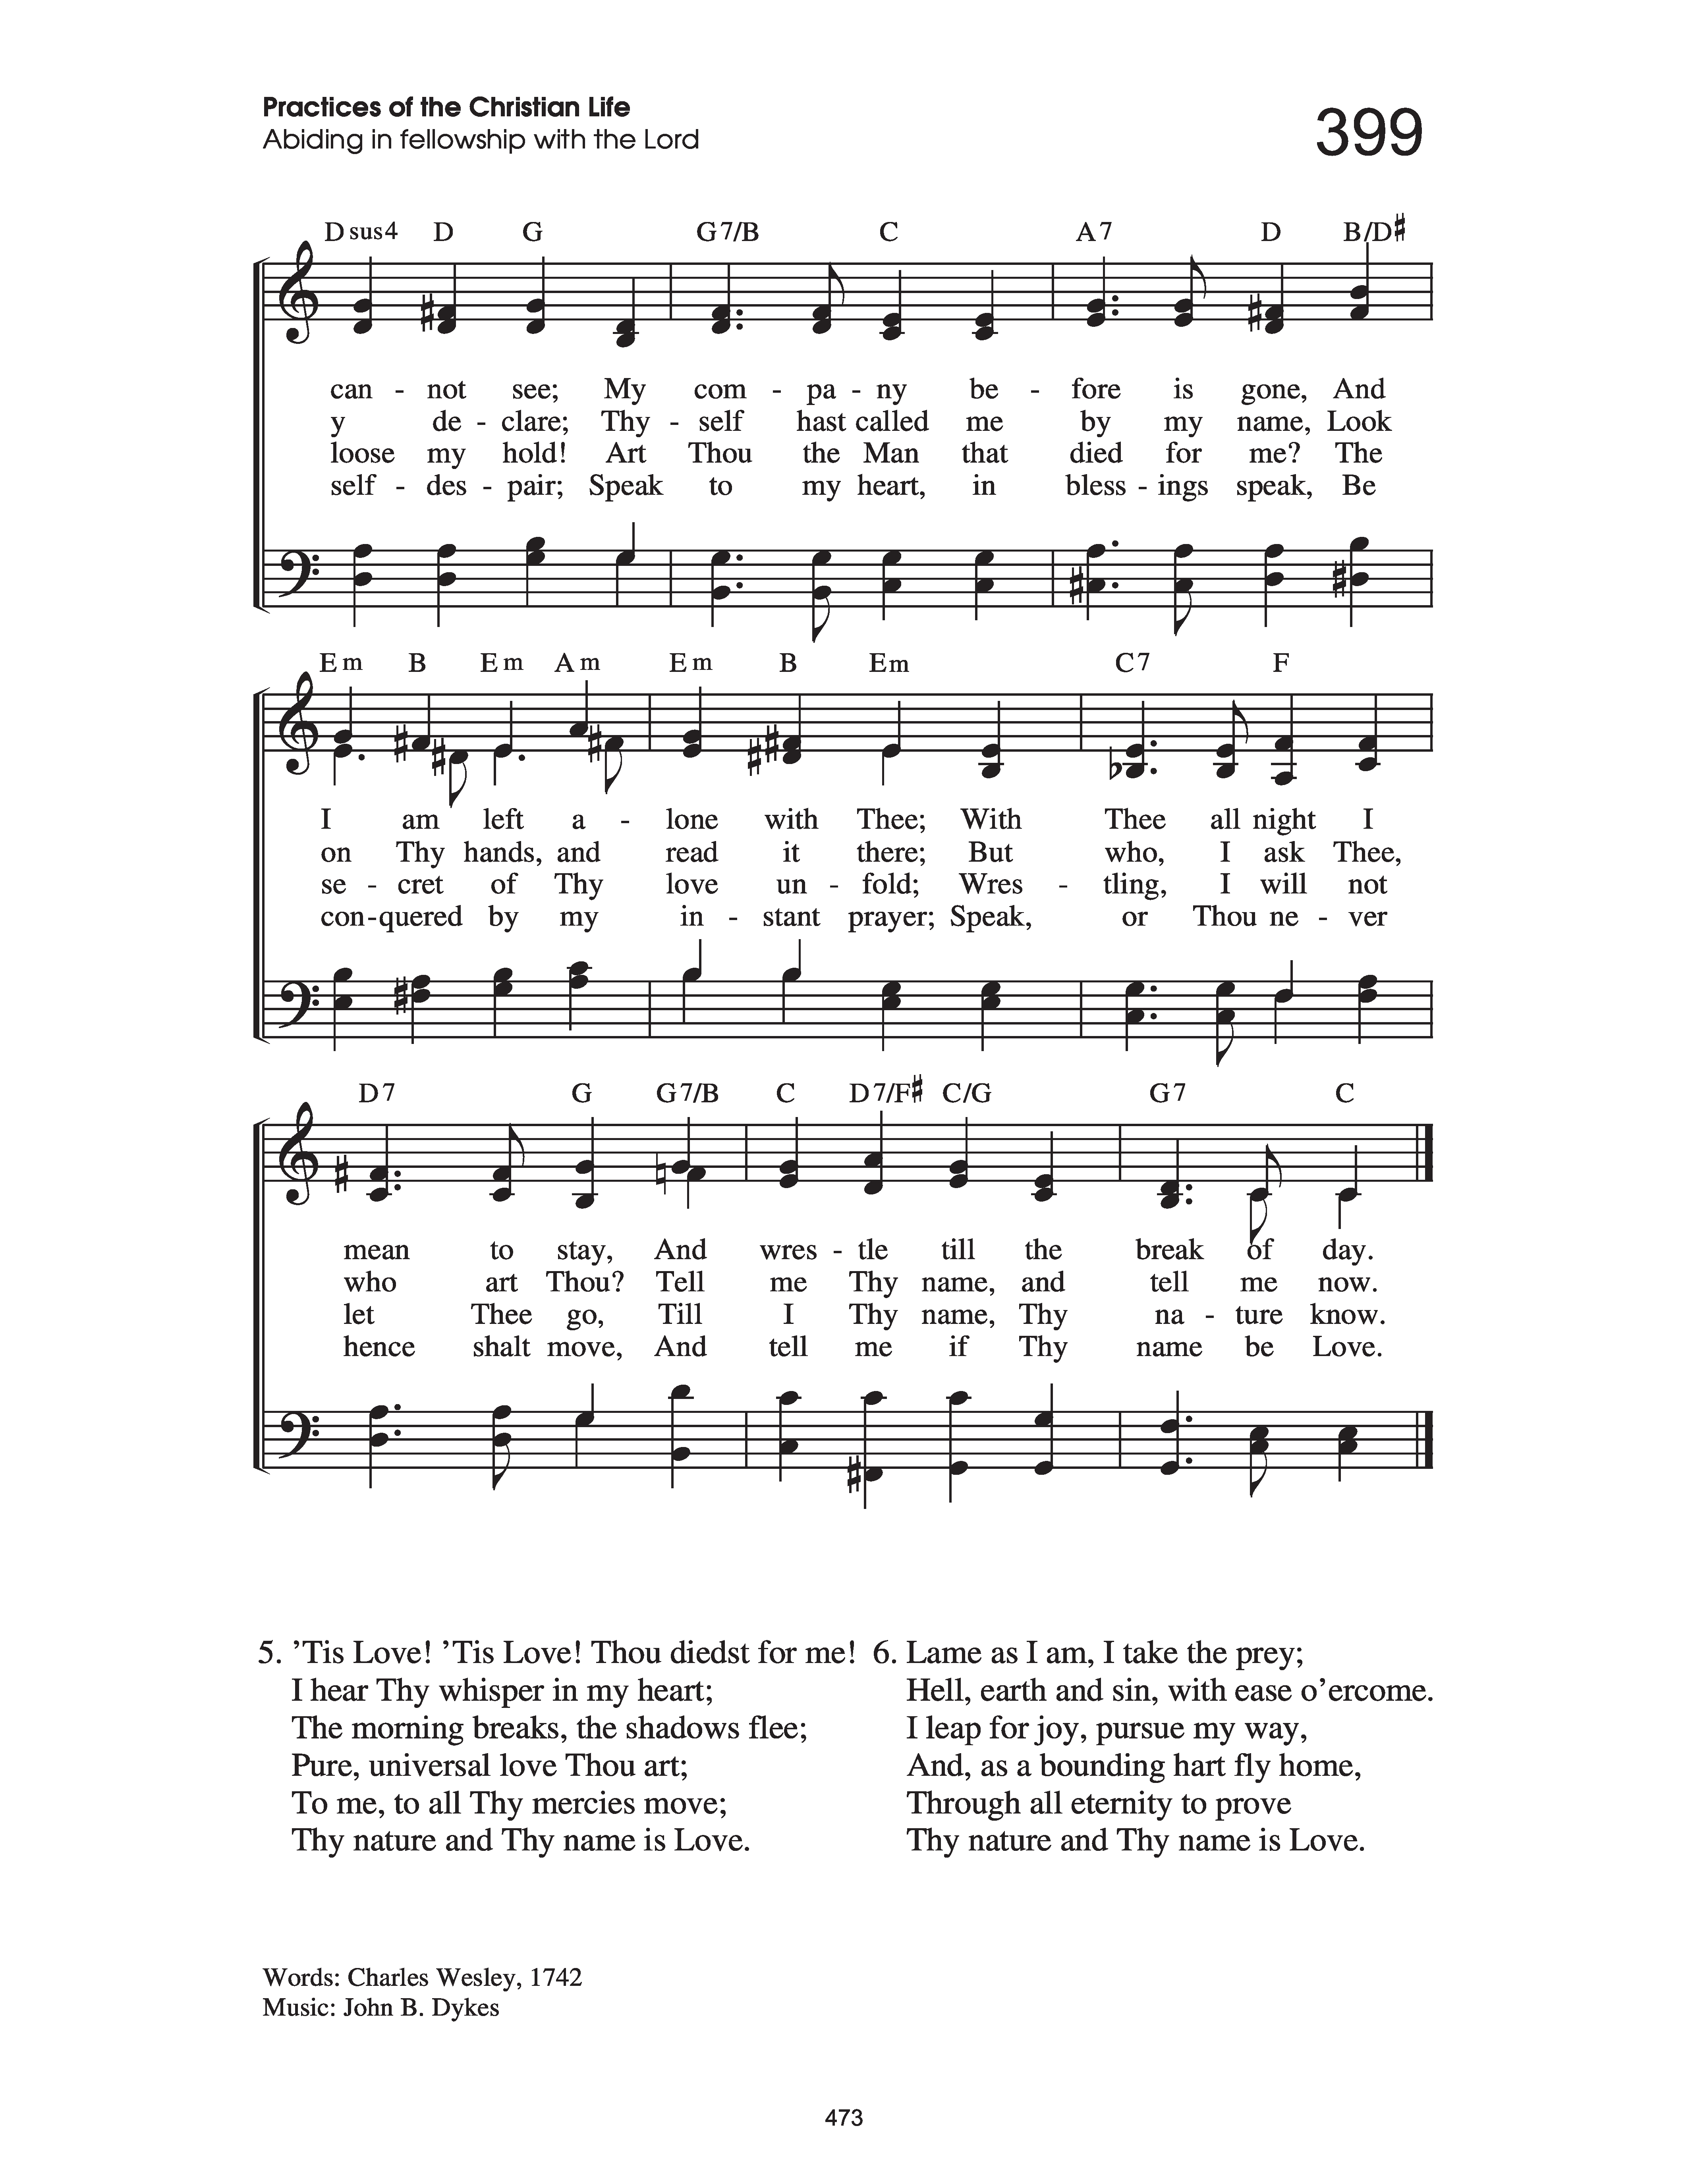 Practices of the Christian Life
Abiding in fellowship with the Lord
399
D sus4 D G G7/B C A7 D B/D♯
can - not see; My com - pa - ny be - fore is gone, And
y de - clare; Thy - self hast called me by my name, Look
loose my hold! Art Thou the Man that died for me? The
self - des - pair; Speak to my heart, in bless - ings speak, Be
Em B Em Am Em B Em C7 F
I am left a - lone with Thee; With Thee all night I
on Thy hands, and read it there; But who, I ask Thee,
se - cret of Thy love un - fold; Wres - tling, I will not
con - quered by my in - stant prayer; Speak, or Thou ne - ver
D7 G G7/B C D7/F♯ C/G G7 C
mean to stay, And wres - tle till the break of day.
who art Thou? Tell me Thy name, and tell me now.
let Thee go, Till I Thy name, Thy na - ture know.
hence shalt move, And tell me if Thy name be Love.
5. ’Tis Love! ’Tis Love! Thou diedst for me!
I hear Thy whisper in my heart;
The morning breaks, the shadows flee;
Pure, universal love Thou art;
To me, to all Thy mercies move;
Thy nature and Thy name is Love.
6. Lame as I am, I take the prey;
Hell, earth and sin, with ease o’ercome.
I leap for joy, pursue my way,
And, as a bounding hart fly home,
Through all eternity to prove
Thy nature and Thy name is Love.
Words: Charles Wesley, 1742
Music: John B. Dykes
473